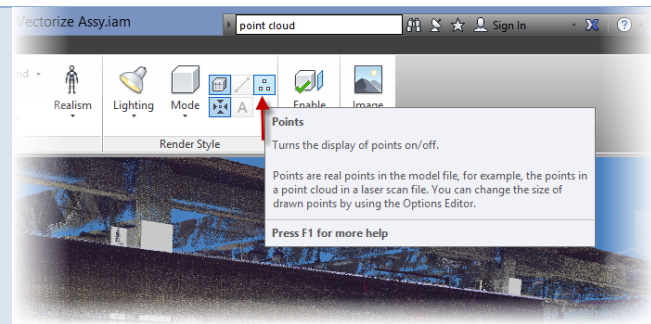 Vectorize Assy.iam
point cloud
Sign In
?
nd
Realism
Lighting
Mode
A
Enable
Image
Render Style
Points
Turns the display of points on/off.
Points are real points in the model file, for example, the points in
a point cloud in a laser scan file. You can change the size of
drawn points by using the Options Editor.
Press F1 for more help